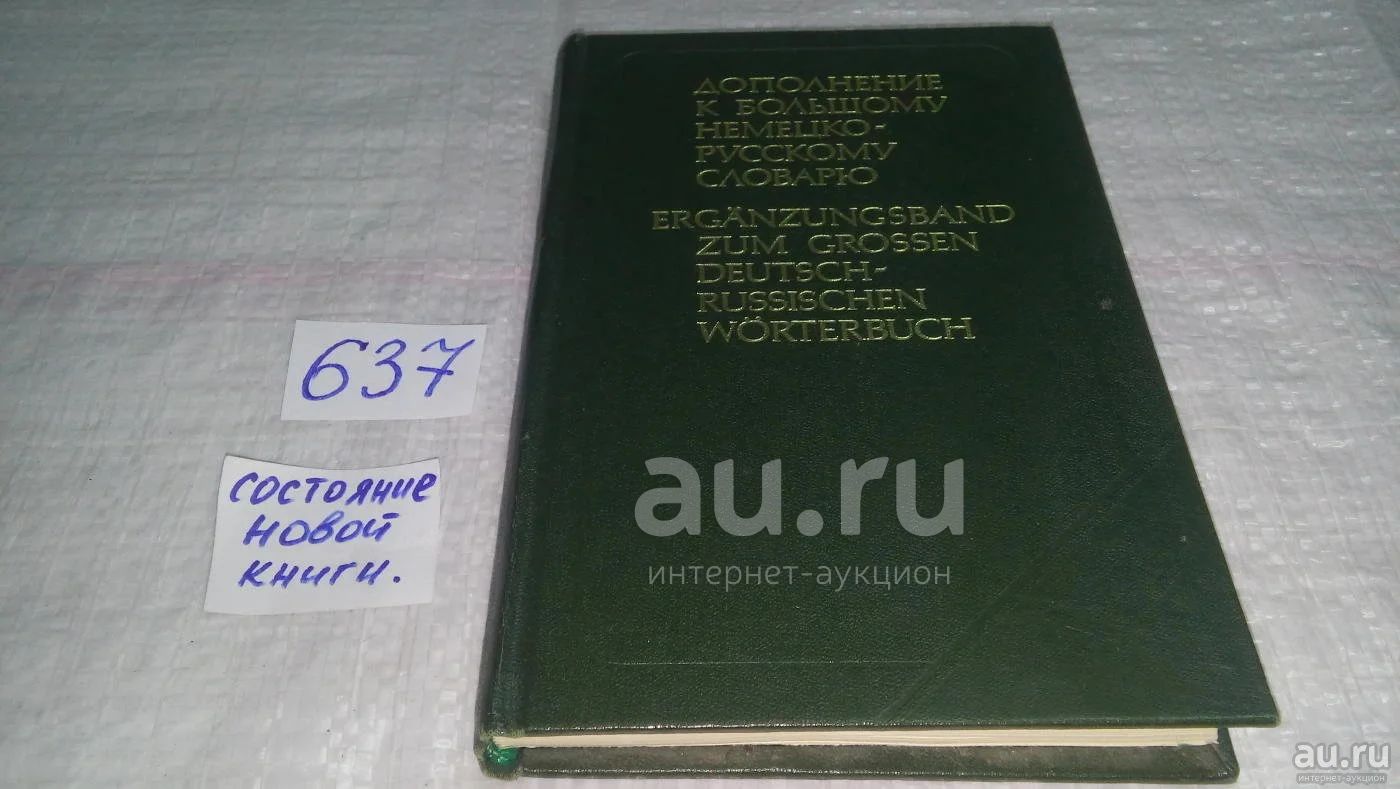 ДОПОЛНЕНИЕ
К БОЛЬШОМУ
НЕМЕЦКО-
РУССКОМУ
СЛОВАРЮ
ERGÄNZUNGSBAND
ZUM GROSSEN
DEUTSCH-
RUSSISCHEN
WÖRTERBUCH
637
состояние
новой
книги.
au.ru
интернет-аукцион
au.ru
интернет-аукцион